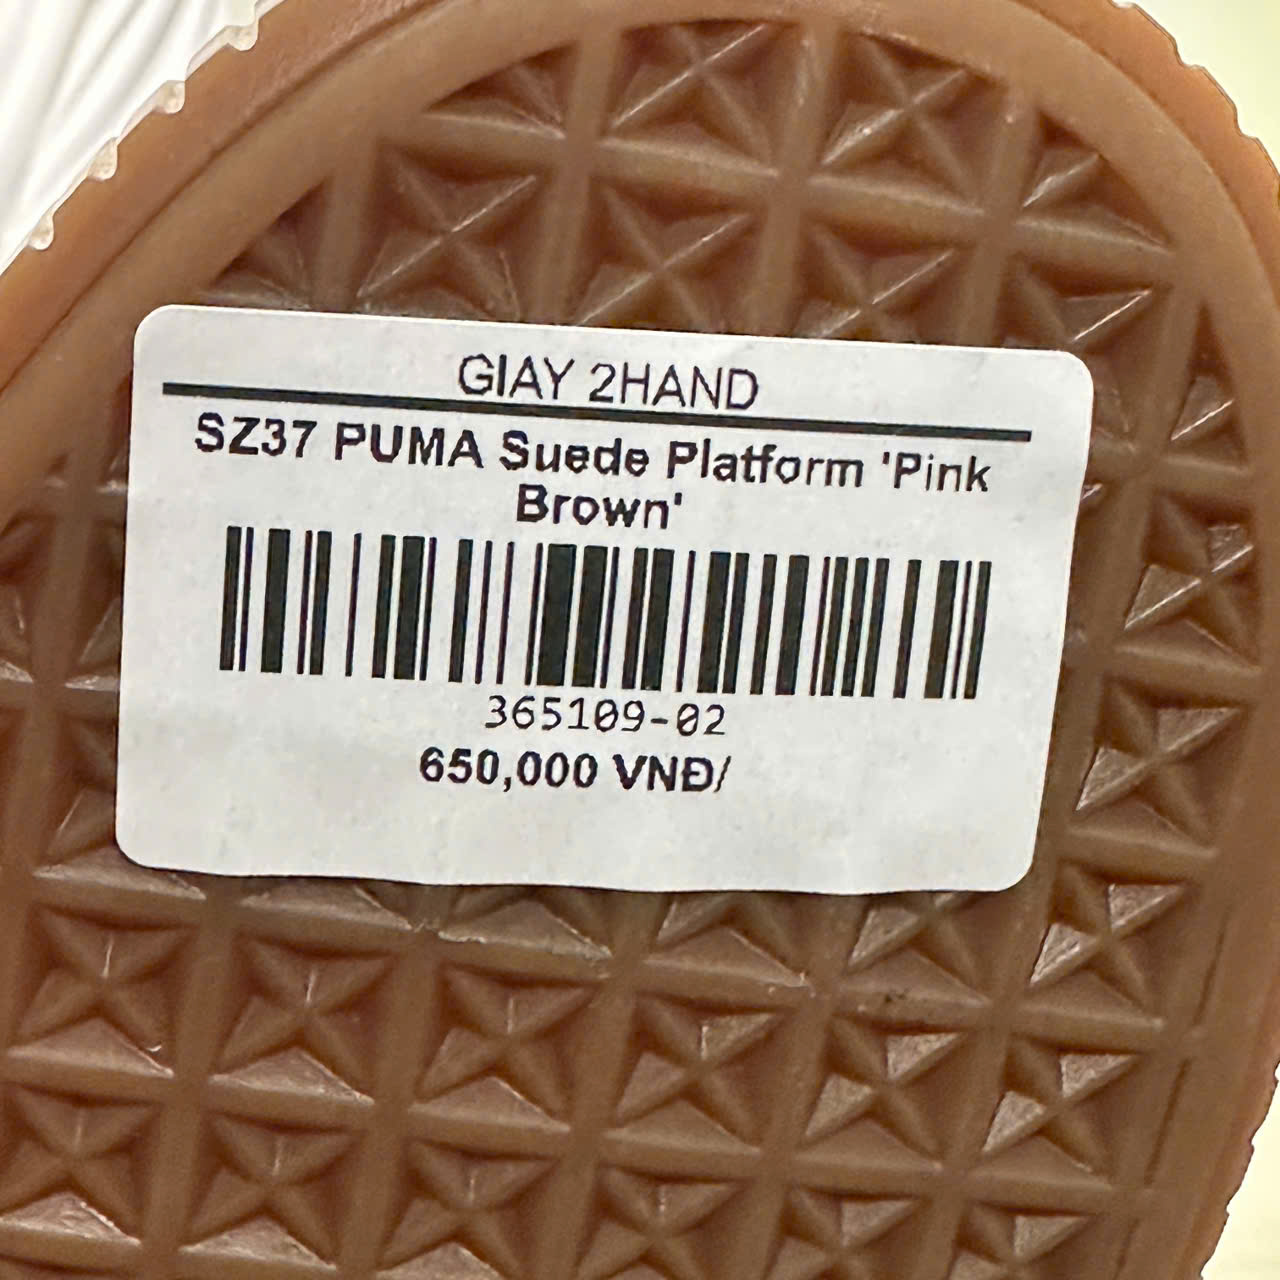 GIAY 2HAND
SZ37 PUMA Suede Platform 'Pink
Brown'
365109-02
650,000 VNĐ/